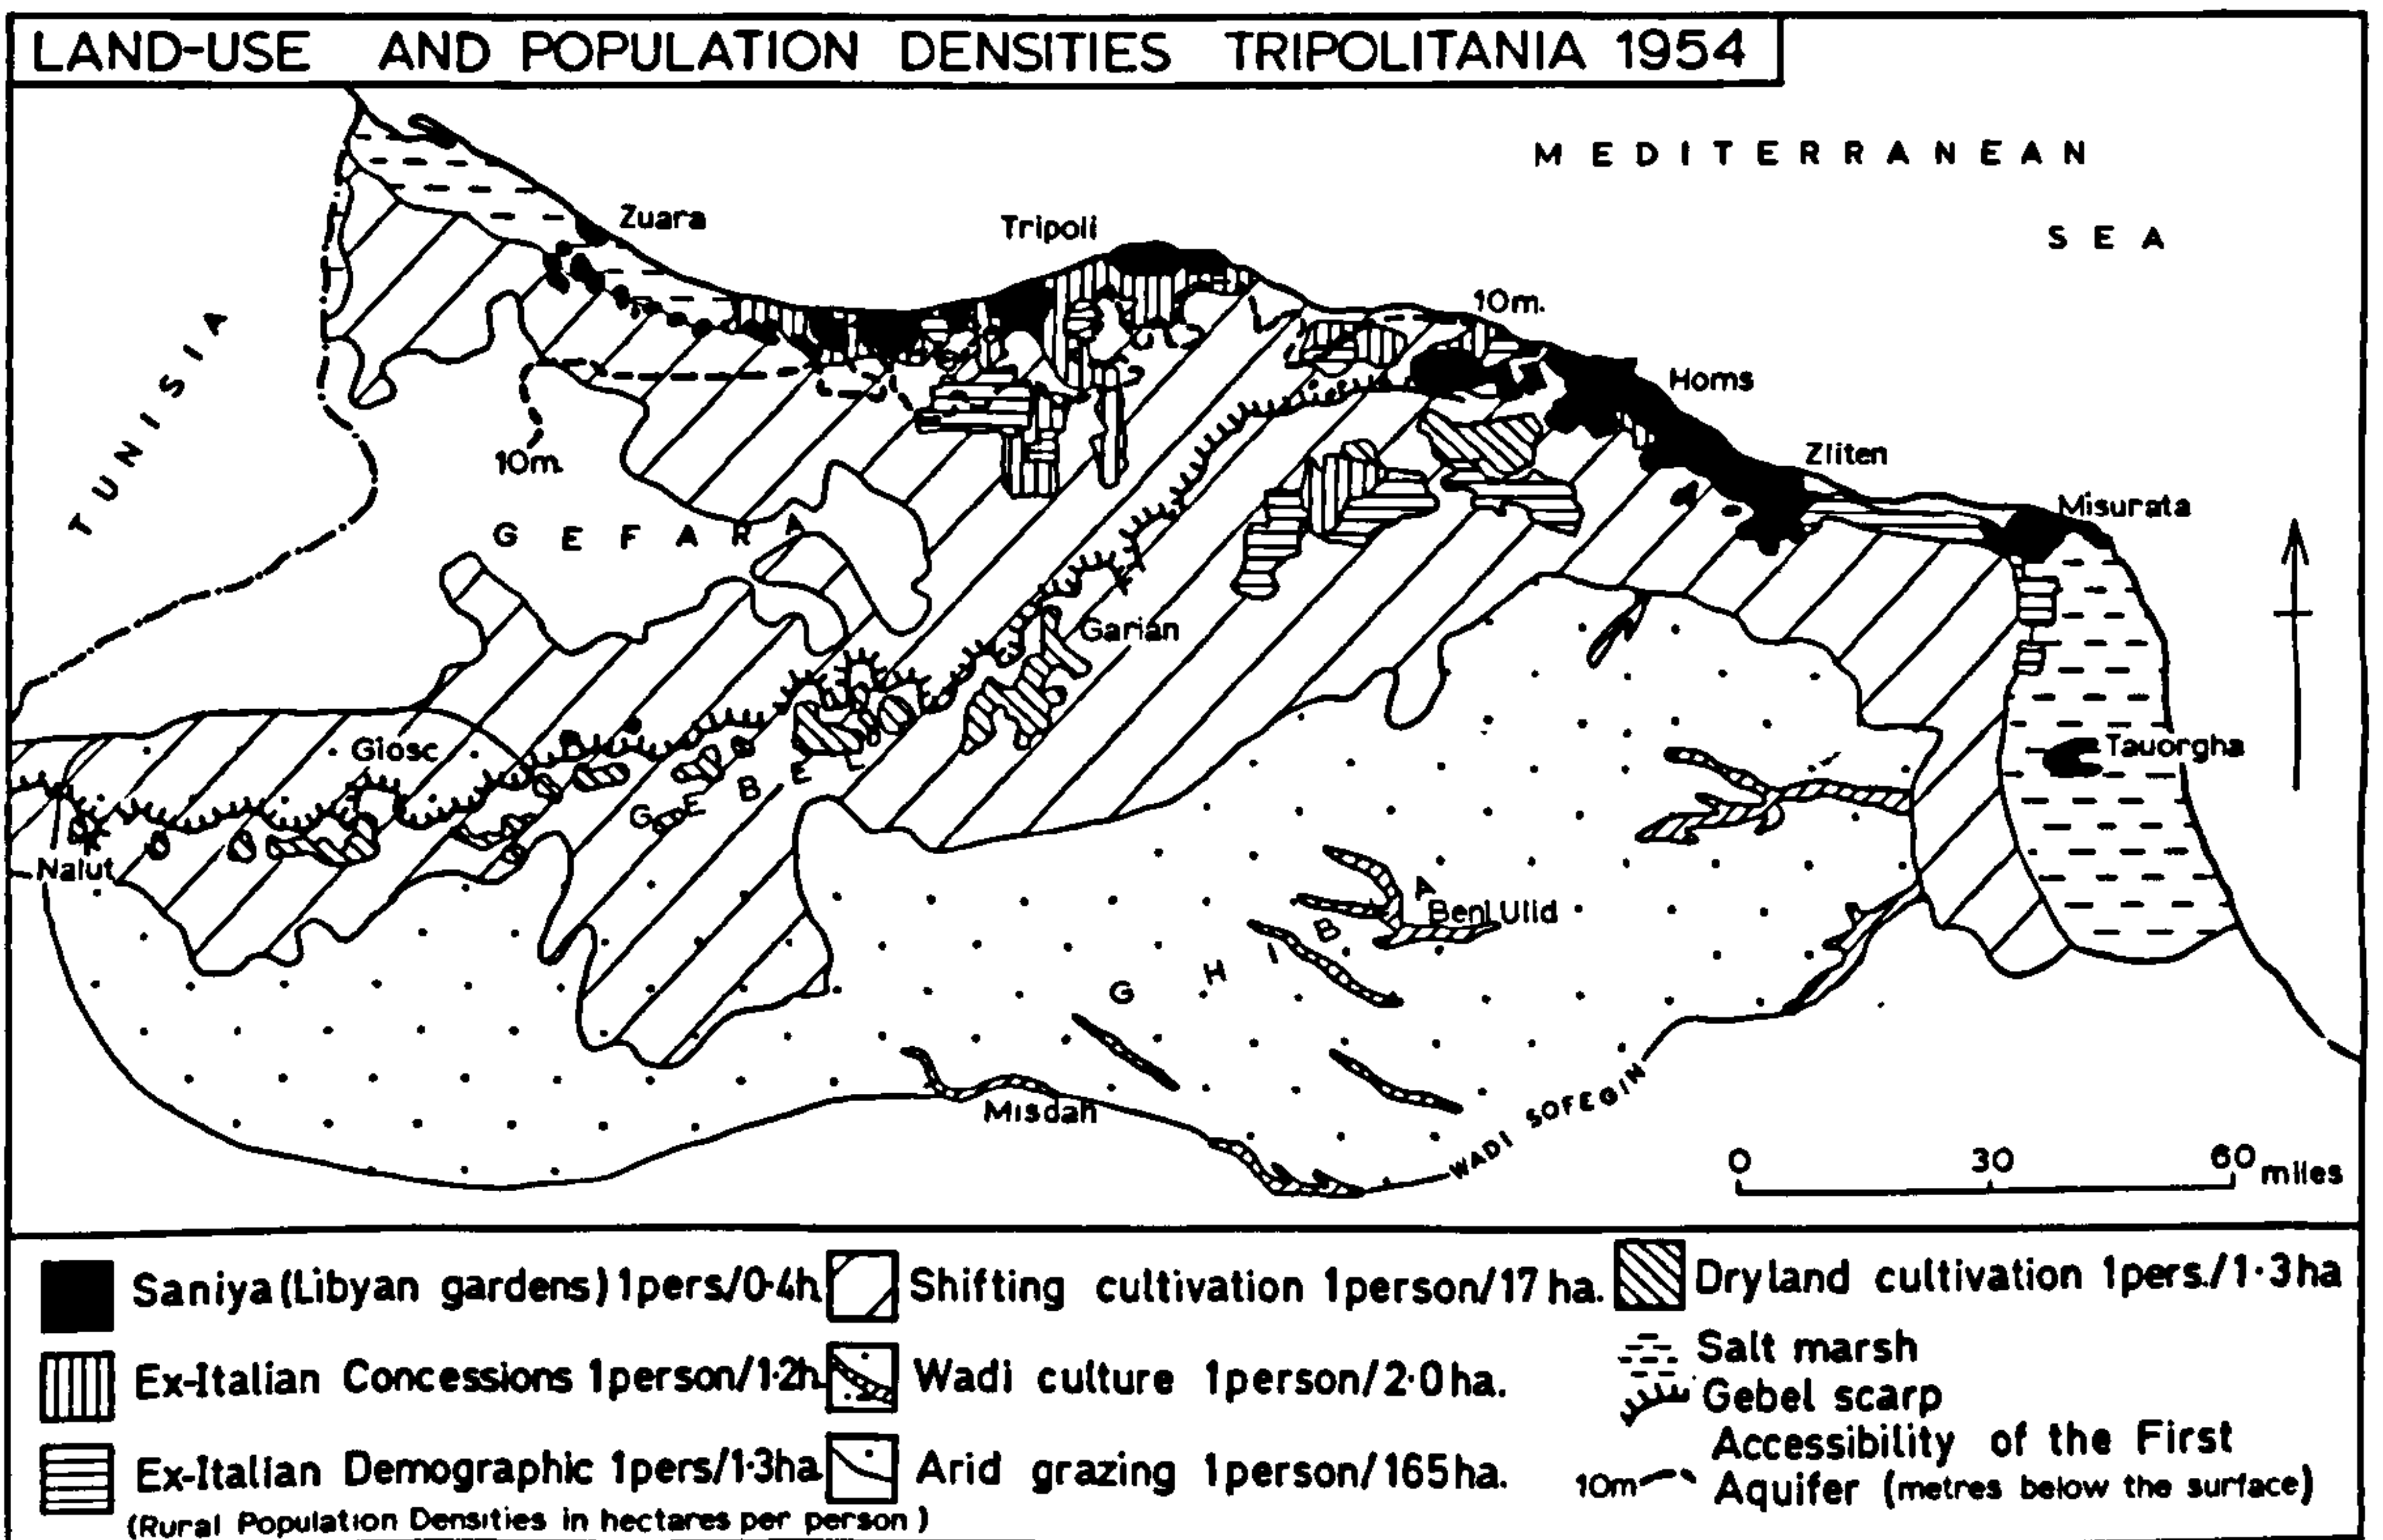 LAND-USE AND POPULATION DENSITIES TRIPOLITANIA 1954
MEDITERRANEAN
SEA
TUNISIA
Zuara
Tripoli
10m.
Homs
Zliten
Misurata
10m.
GEFARA
Garian
Giosc
GEBEL
Nalut
Tauorgha
Beni Ulid
GHIBA
Misdah
WADI SOFEGIN
0 30 60 miles
Saniya (Libyan gardens) 1pers/0·4h
Ex-Italian Concessions 1person/1·2h.
Ex-Italian Demographic 1pers/1·3ha
(Rural Population Densities in hectares per person)
Shifting cultivation 1person/17 ha.
Wadi culture 1person/2·0ha.
Arid grazing 1person/165ha.
Dryland cultivation 1pers./1·3ha
Salt marsh
Gebel scarp
Accessibility of the First
10m Aquifer (metres below the surface)